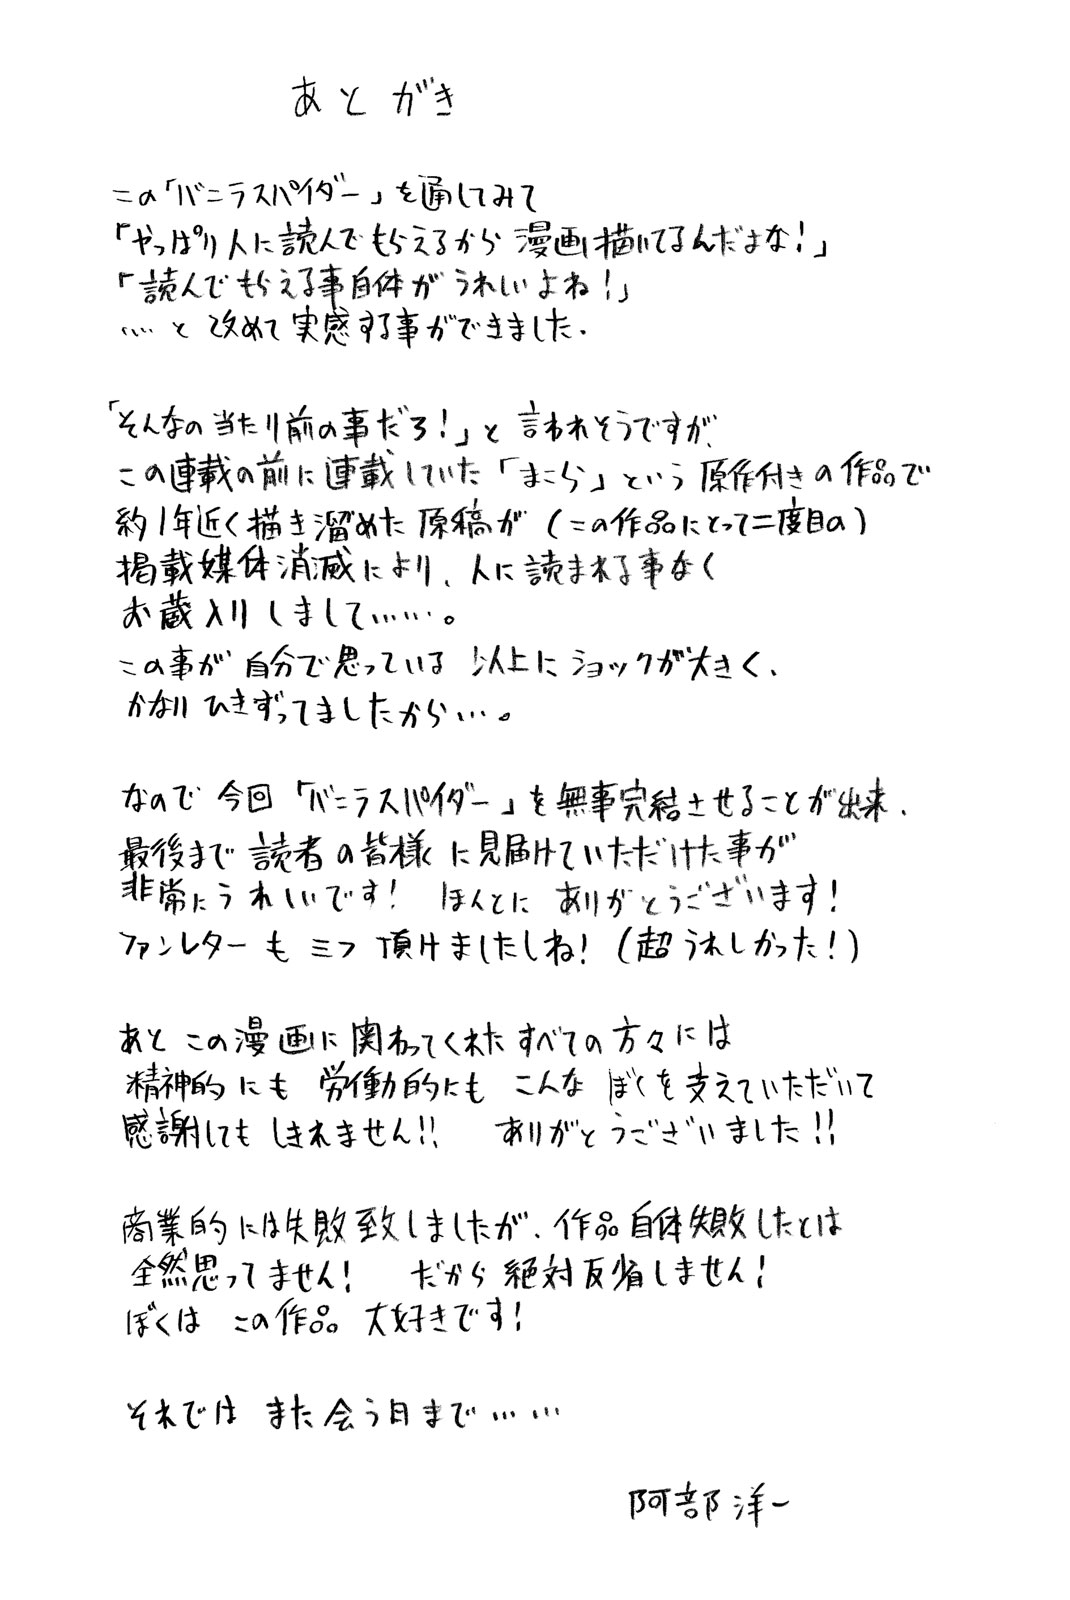 あとがき
この「バニラスパイダー」を通してみて
「やっぱり人に読んでもらえるから漫画描いてるんだよな!」
「読んでもらえる事自体がうれしいよね!」
……と改めて実感する事ができました.
「そんなの当たり前の事だろ!」と言われそうですが、
この連載の前に連載していた「まこら」という原作付きの作品で
約1年近く描き溜めた原稿が(この作品にとって二度目の)
掲載媒体消滅により、人に読まれる事なく
お蔵入りしまして……。
この事が自分で思っている以上にショックが大きく、
かなりひきずってましたから…。
なので今回「バニラスパイダー」を無事完結させることが出来、
最後まで読者の皆様に見届けていただけた事が
非常にうれしいです! ほんとにありがとうございます!
ファンレターも三つ頂けましたしね!(超うれしかった!)
あとこの漫画に関わってくれたすべての方々には
精神的にも労働的にもこんなぼくを支えていただいて
感謝してもしきれません!! ありがとうございました!!
商業的には失敗致しましたが、作品自体失敗したとは
全然思ってません! だから絶対反省しません!
ぼくはこの作品大好きです!
それではまた会う日まで……
阿部洋一